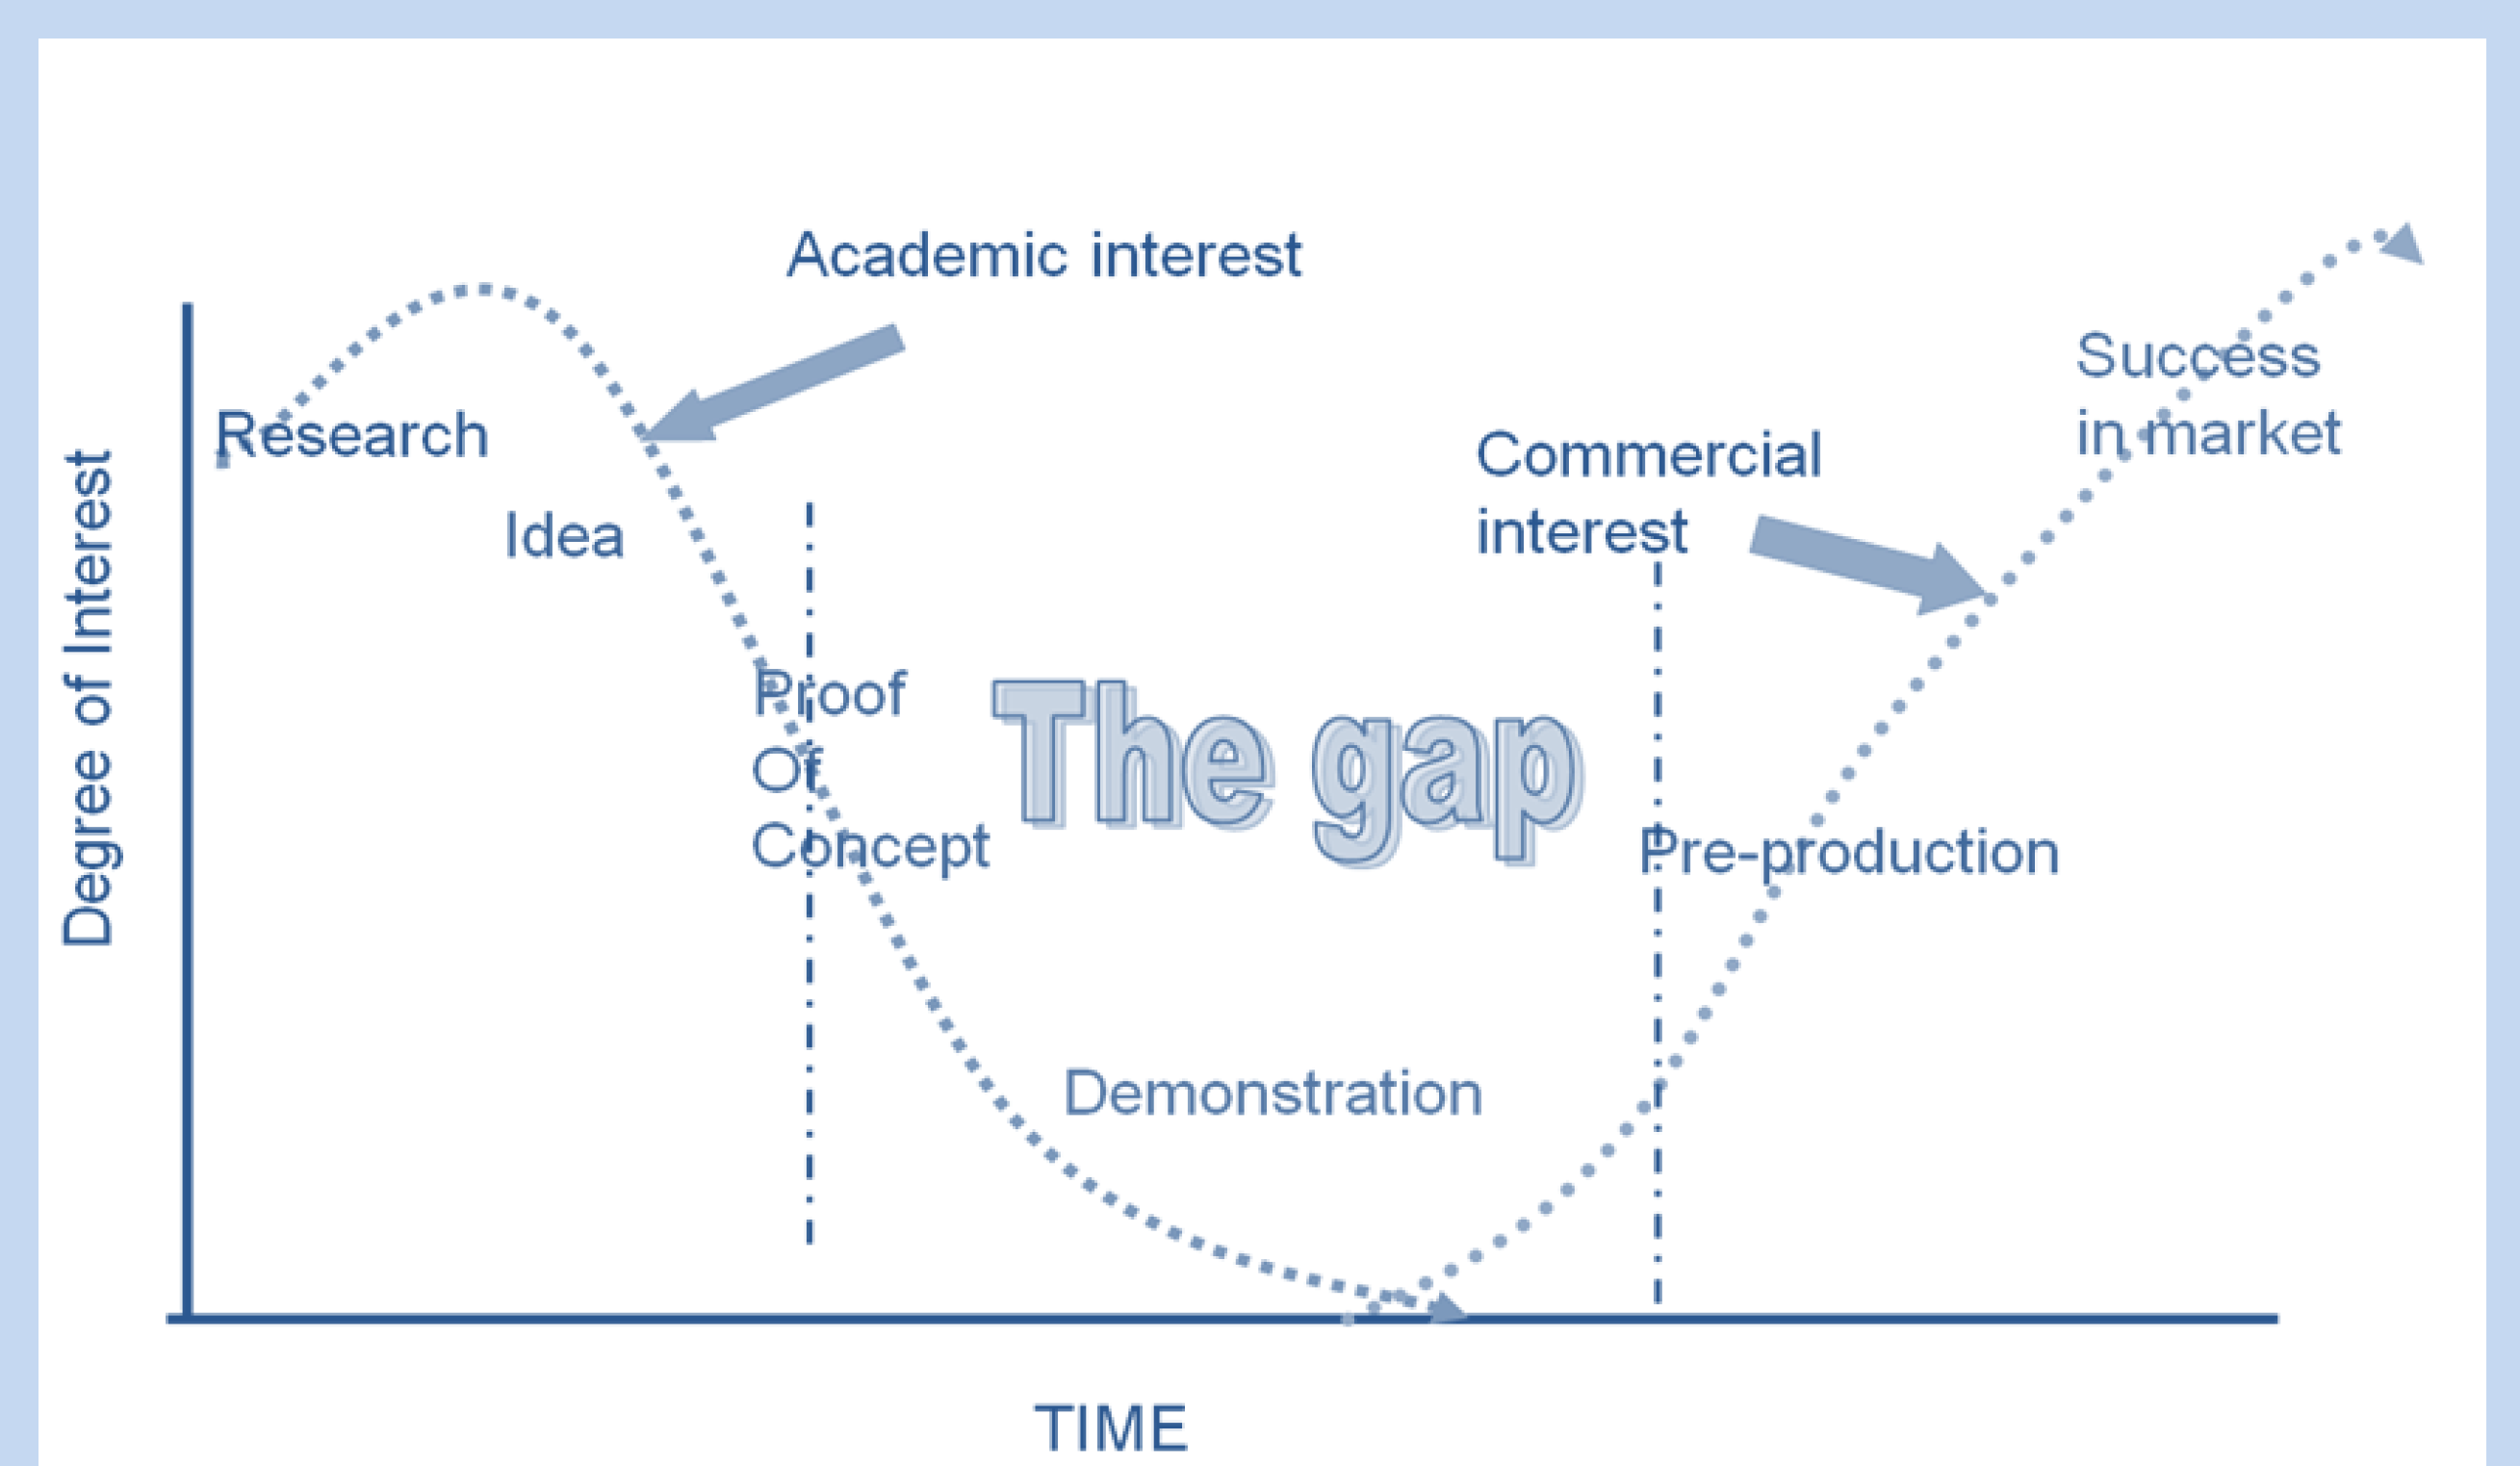 Academic interest
Research
Idea
Proof
Of
Concept
The gap
Demonstration
Commercial
interest
Pre-production
Success
in market
Degree of Interest
TIME